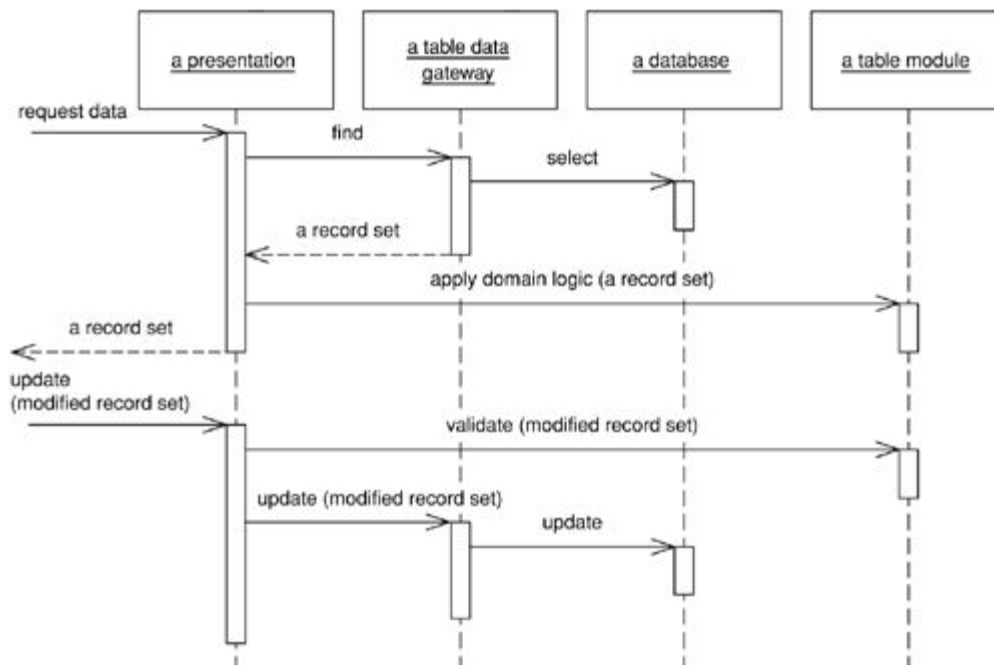 a presentation
a table data
gateway
a database
a table module
request data
find
select
a record set
apply domain logic (a record set)
a record set
update
(modified record set)
validate (modified record set)
update (modified record set)
update